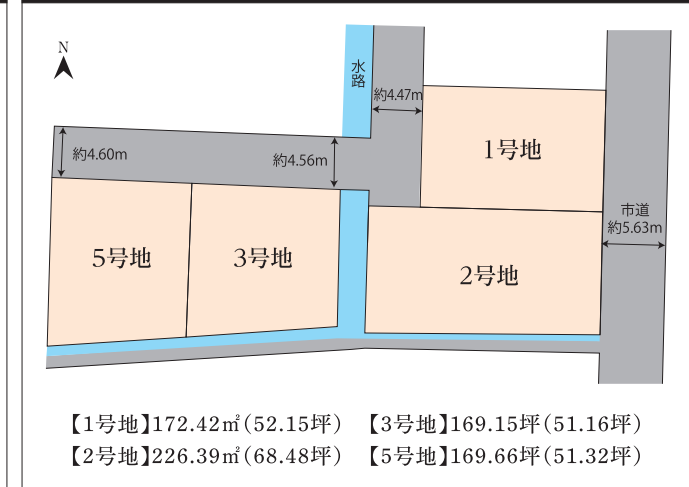 N
水路
約4.47m
約4.60m
約4.56m
1号地
市道
約5.63m
5号地
3号地
2号地
【1号地】172.42㎡(52.15坪) 【3号地】169.15坪(51.16坪)
【2号地】226.39㎡(68.48坪) 【5号地】169.66坪(51.32坪)